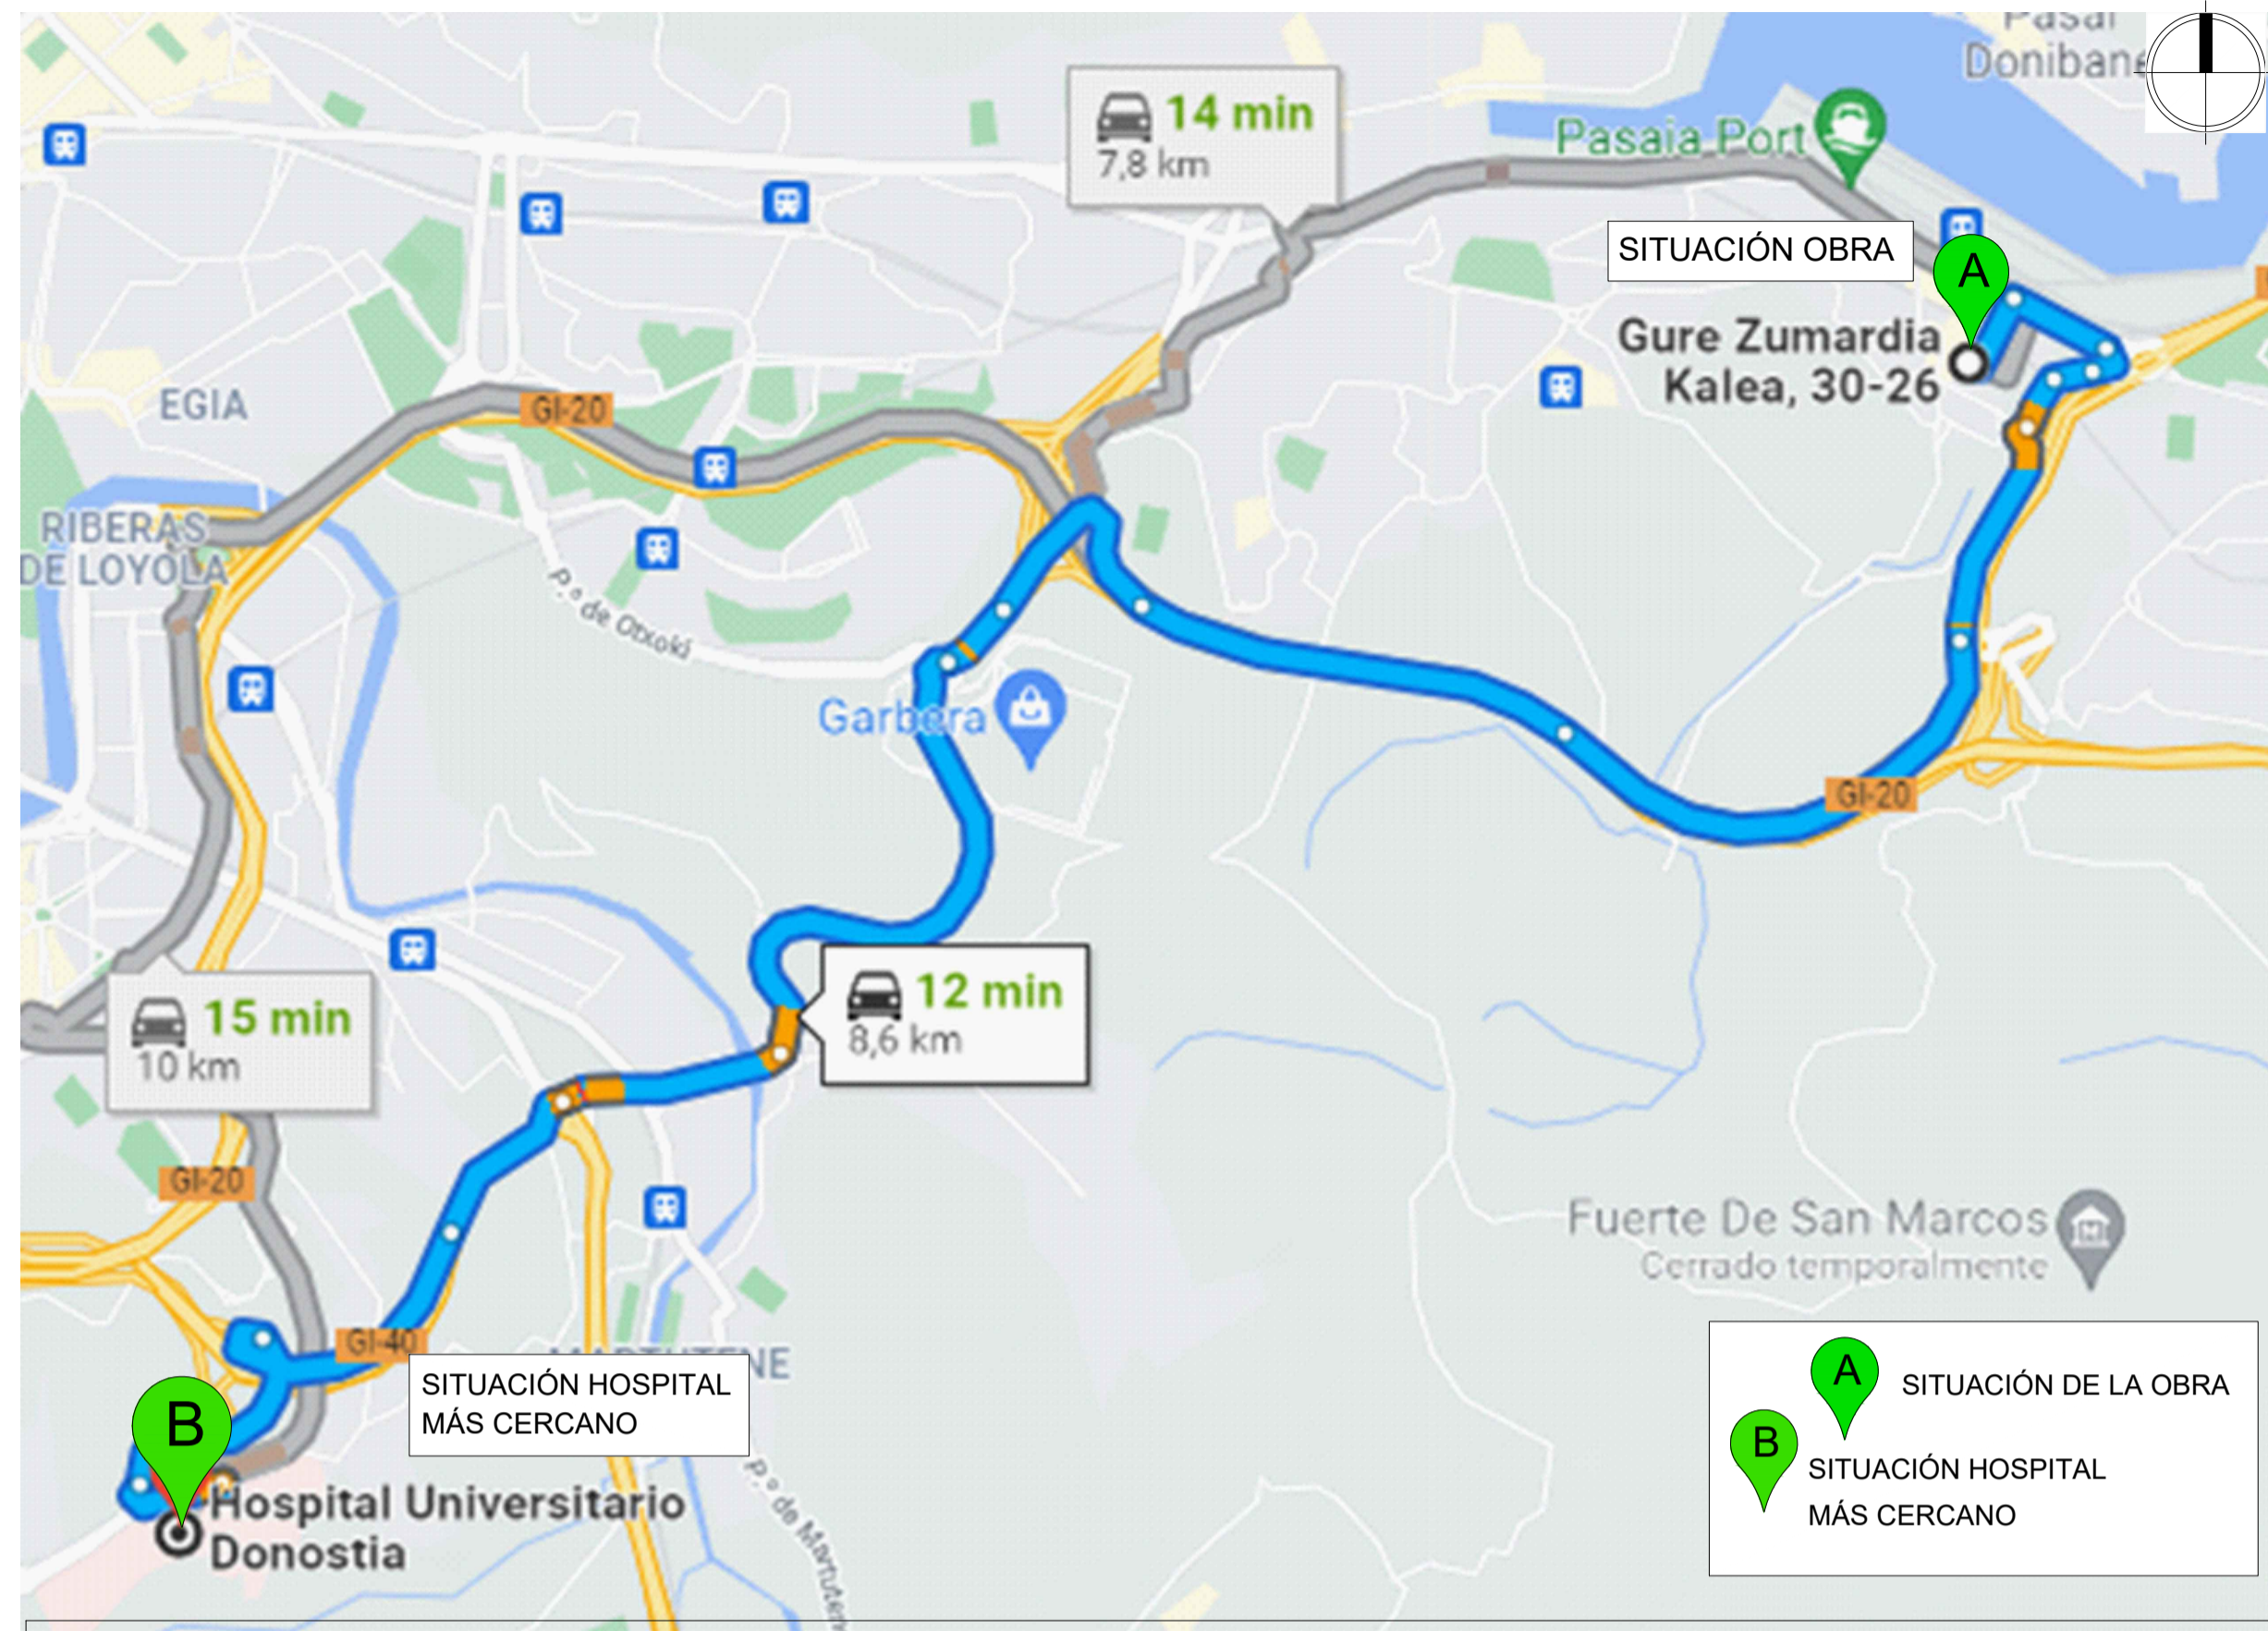 Pasai
Donibane
14 min
7,8 km
Pasaia Port
SITUACIÓN OBRA
A
Gure Zumardia
Kalea, 30-26
EGIA
GI-20
RIBERAS
DE LOYOLA
P.º de Otxoki
Garbera
GI-20
12 min
8,6 km
15 min
10 km
GI-20
Fuerte De San Marcos
Cerrado temporalmente
GI-40
MARTUTENE
SITUACIÓN HOSPITAL
MÁS CERCANO
B
Hospital Universitario
Donostia
P.º de Martutene
A
SITUACIÓN DE LA OBRA
B
SITUACIÓN HOSPITAL
MÁS CERCANO